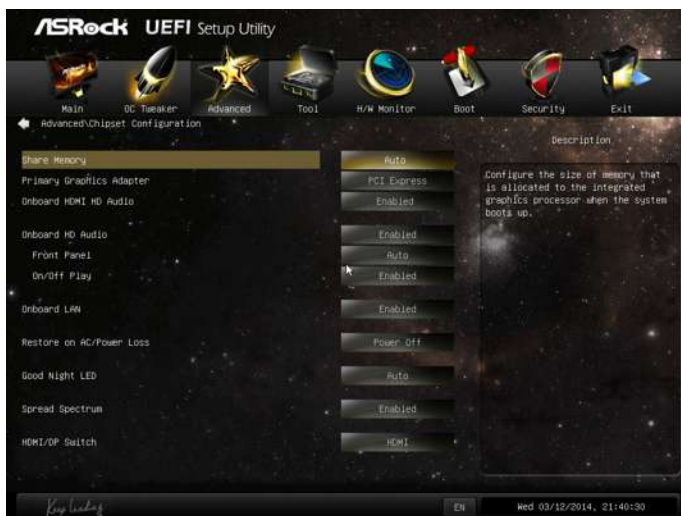 ASRock UEFI Setup Utility
Main OC Tweaker Advanced Tool H/W Monitor Boot Security Exit
Advanced\Chipset Configuration
Description
Share Memory Auto
Configure the size of memory that
is allocated to the integrated
graphics processor when the system
boots up.
Primary Graphics Adapter PCI Express
Onboard HDMI HD Audio Enabled
Onboard HD Audio Enabled
Front Panel Auto
On/Off Play Enabled
Onboard LAN Enabled
Restore on AC/Power Loss Power Off
Good Night LED Auto
Spread Spectrum Enabled
HDMI/DP Switch HDMI
Keep leading
EN Wed 03/12/2014, 21:40:30